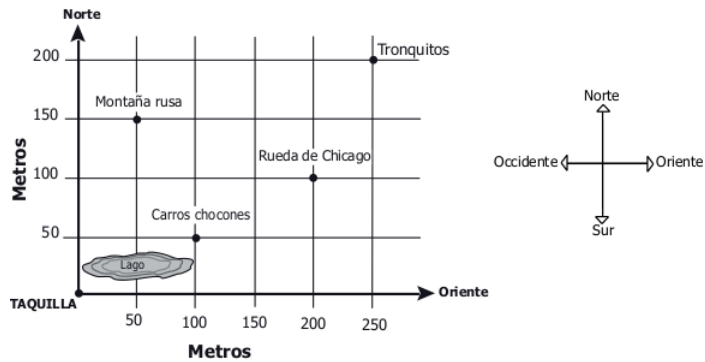 Norte
200
Tronquitos
Montaña rusa
150
Norte
Rueda de Chicago
Occidente
Oriente
100
Carros chocones
Sur
50
Lago
TAQUILLA
Oriente
50
100
150
200
250
Metros
Metros